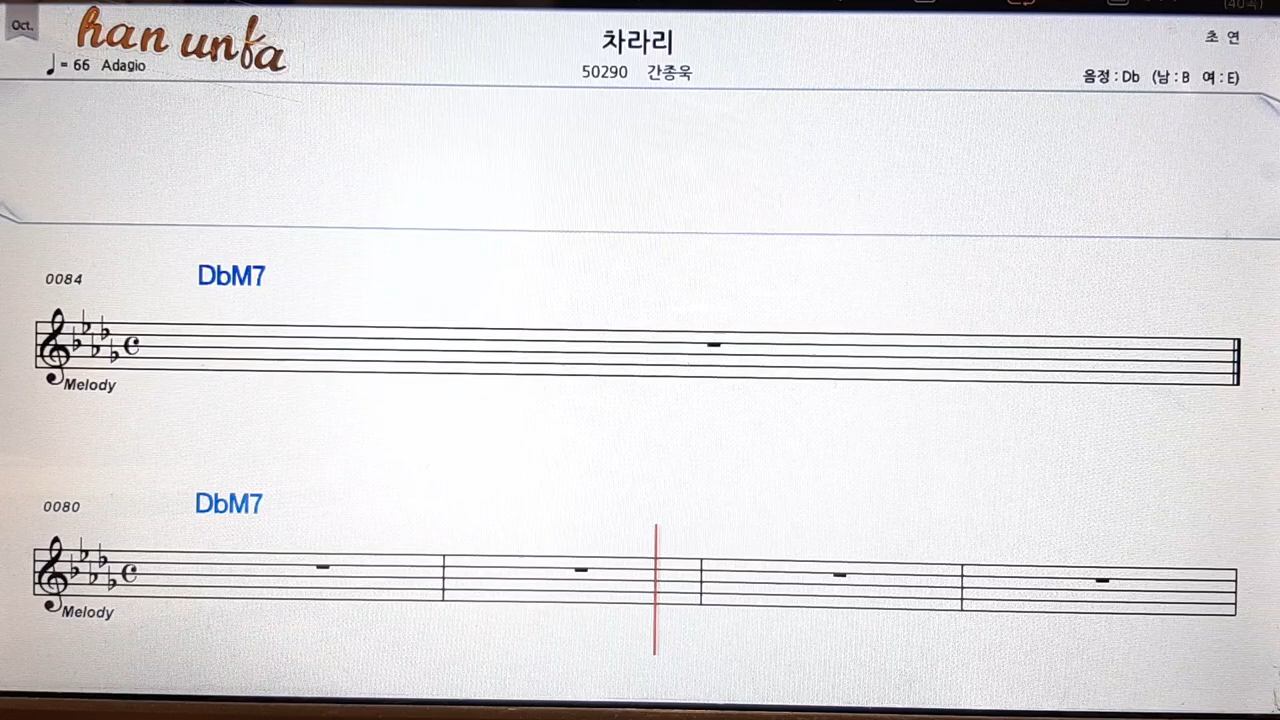 Oct.
han unfa
= 66 Adagio
차라리
50290 간종욱
초 연
음정 : Db (남 : B 여 : E)
0084
DbM7
Melody
0080
DbM7
Melody